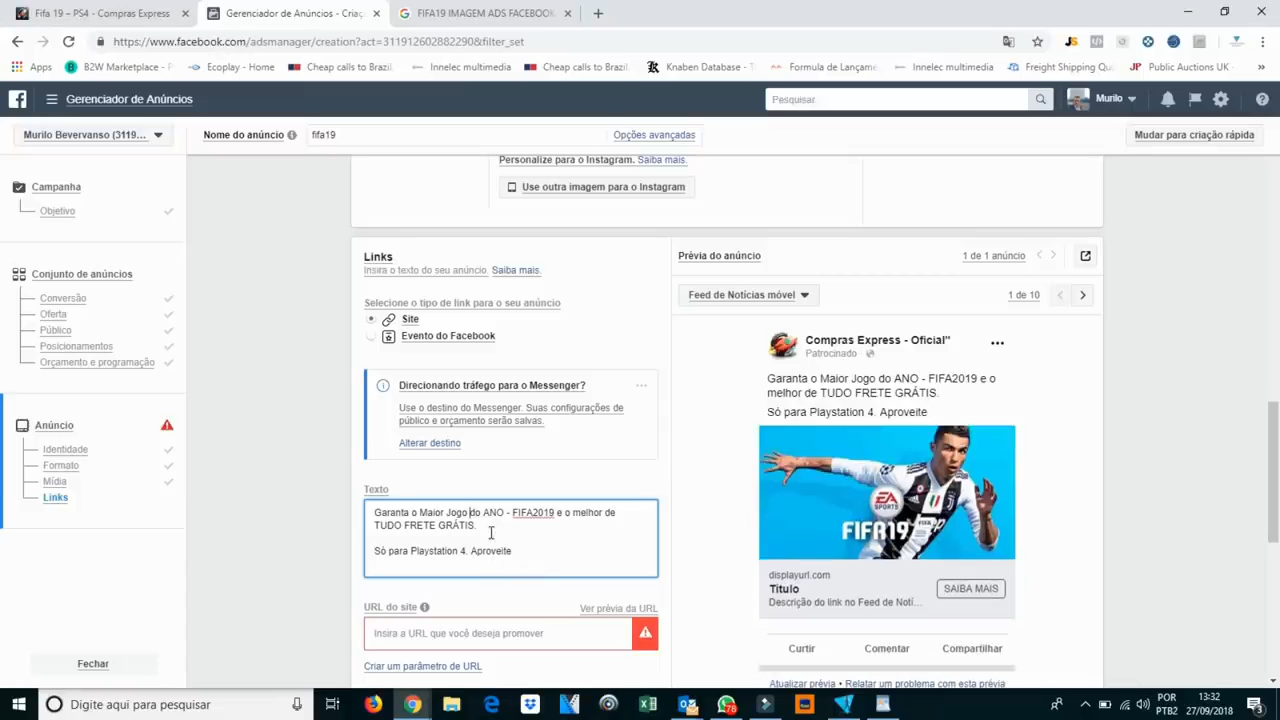 Fifa 19 – PS4 - Compras Express
Gerenciador de Anúncios - Criaç
FIFA19 IMAGEM ADS FACEBOOK
https://www.facebook.com/adsmanager/creation?act=311912602882290&filter_set
Apps
B2W Marketplace - P
Ecoplay - Home
Cheap calls to Brazil
Innelec multimedia
Cheap calls to Brazil
Knaben Database - T
Formula de Lançame
Innelec multimedia
Freight Shipping Qu
Public Auctions UK -
Gerenciador de Anúncios
Pesquisar
Murilo
Murilo Bevervanso (3119...
Nome do anúncio
fifa19
Opções avançadas
Mudar para criação rápida
Campanha
Objetivo
Conjunto de anúncios
Conversão
Oferta
Público
Posicionamentos
Orçamento e programação
Anúncio
Identidade
Formato
Mídia
Links
Fechar
Personalize para o Instagram. Saiba mais.
Use outra imagem para o Instagram
Links
Insira o texto do seu anúncio. Saiba mais.
Selecione o tipo de link para o seu anúncio
Site
Evento do Facebook
Direcionando tráfego para o Messenger?
Use o destino do Messenger. Suas configurações de
público e orçamento serão salvas.
Alterar destino
Texto
Garanta o Maior Jogo do ANO - FIFA2019 e o melhor de
TUDO FRETE GRÁTIS.
Só para Playstation 4. Aproveite
URL do site
Ver prévia da URL
Insira a URL que você deseja promover
Criar um parâmetro de URL
Prévia do anúncio
1 de 1 anúncio
Feed de Notícias móvel
1 de 10
Compras Express - Oficial"
Patrocinado
Garanta o Maior Jogo do ANO - FIFA2019 e o
melhor de TUDO FRETE GRÁTIS.
Só para Playstation 4. Aproveite
EA
SPORTS
FIFA19
displayurl.com
Título
Descrição do link no Feed de Notí...
SAIBA MAIS
Curtir
Comentar
Compartilhar
Atualizar prévia • Relatar um problema com esta prévia
Digite aqui para pesquisar
78
POR
PTB2
13:32
27/09/2018
3